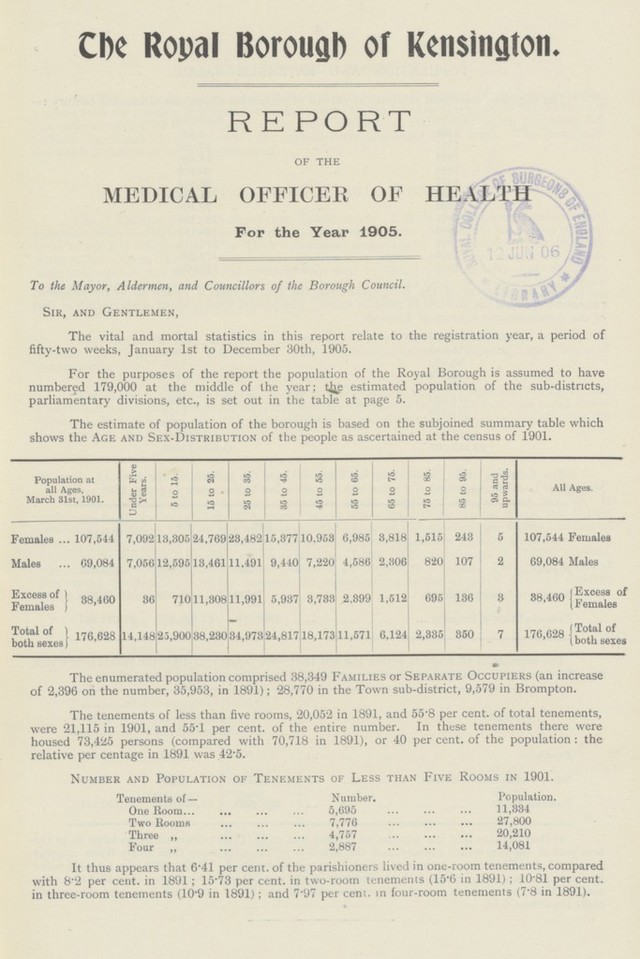 The Royal Borough of Kensington.
REPORT
OF THE
MEDICAL OFFICER OF HEALTH
For the Year 1905.
ROYAL COLLEGE OF SURGEONS OF ENGLAND
12 JUN 06
LIBRARY
To the Mayor, Aldermen, and Councillors of the Borough Council.
SIR, AND GENTLEMEN,
The vital and mortal statistics in this report relate to the registration year, a period of
fifty-two weeks, January 1st to December 30th, 1905.
For the purposes of the report the population of the Royal Borough is assumed to have
numbered 179,000 at the middle of the year; the estimated population of the sub-districts,
parliamentary divisions, etc., is set out in the table at page 5.
The estimate of population of the borough is based on the subjoined summary table which
shows the AGE AND SEX-DISTRIBUTION of the people as ascertained at the census of 1901.
Population at all Ages, March 31st, 1901. Under Five Years. 5 to 15. 15 to 25. 25 to 35. 35 to 45. 45 to 55. 55 to 65. 65 to 75. 75 to 85. 85 to 95. 95 and upwards. All Ages.
Females ... 107,544 7,092 13,305 24,769 23,482 15,377 10,953 6,985 3,818 1,515 243 5 107,544 Females
Males ... 69,084 7,056 12,595 13,461 11,491 9,440 7,220 4,586 2,306 820 107 2 69,084 Males
Excess of Females } 38,460 36 710 11,308 11,991 5,937 3,733 2,399 1,512 695 136 3 38,460 { Excess of Females
Total of both sexes } 176,628 14,148 25,900 38,230 34,973 24,817 18,173 11,571 6,124 2,335 350 7 176,628 { Total of both sexes
The enumerated population comprised 38,349 FAMILIES or SEPARATE OCCUPIERS (an increase
of 2,396 on the number, 35,953, in 1891); 28,770 in the Town sub-district, 9,579 in Brompton.
The tenements of less than five rooms, 20,052 in 1891, and 55·8 per cent. of total tenements,
were 21,115 in 1901, and 55·1 per cent. of the entire number. In these tenements there were
housed 73,425 persons (compared with 70,718 in 1891), or 40 per cent. of the population: the
relative per centage in 1891 was 42·5.
NUMBER AND POPULATION OF TENEMENTS OF LESS THAN FIVE ROOMS IN 1901.
Tenements of— Number. Population.
One Room... ... ... ... 5,695 ... ... ... 11,334
Two Rooms ... ... ... 7,776 ... ... ... 27,800
Three „ ... ... ... 4,757 ... ... ... 20,210
Four „ ... ... ... 2,887 ... ... ... 14,081
It thus appears that 6·41 per cent. of the parishioners lived in one-room tenements, compared
with 8·2 per cent. in 1891; 15·73 per cent. in two-room tenements (15·6 in 1891); 10·81 per cent.
in three-room tenements (10·9 in 1891); and 7·97 per cent. in four-room tenements (7·8 in 1891).